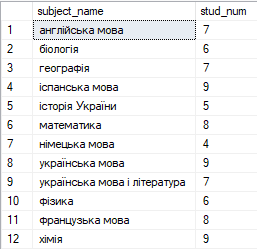 subject_name stud_num
1 англійська мова 7
2 біологія 6
3 географія 7
4 іспанська мова 9
5 історія України 5
6 математика 8
7 німецька мова 4
8 українська мова 9
9 українська мова і література 7
10 фізика 6
11 французька мова 8
12 хімія 9